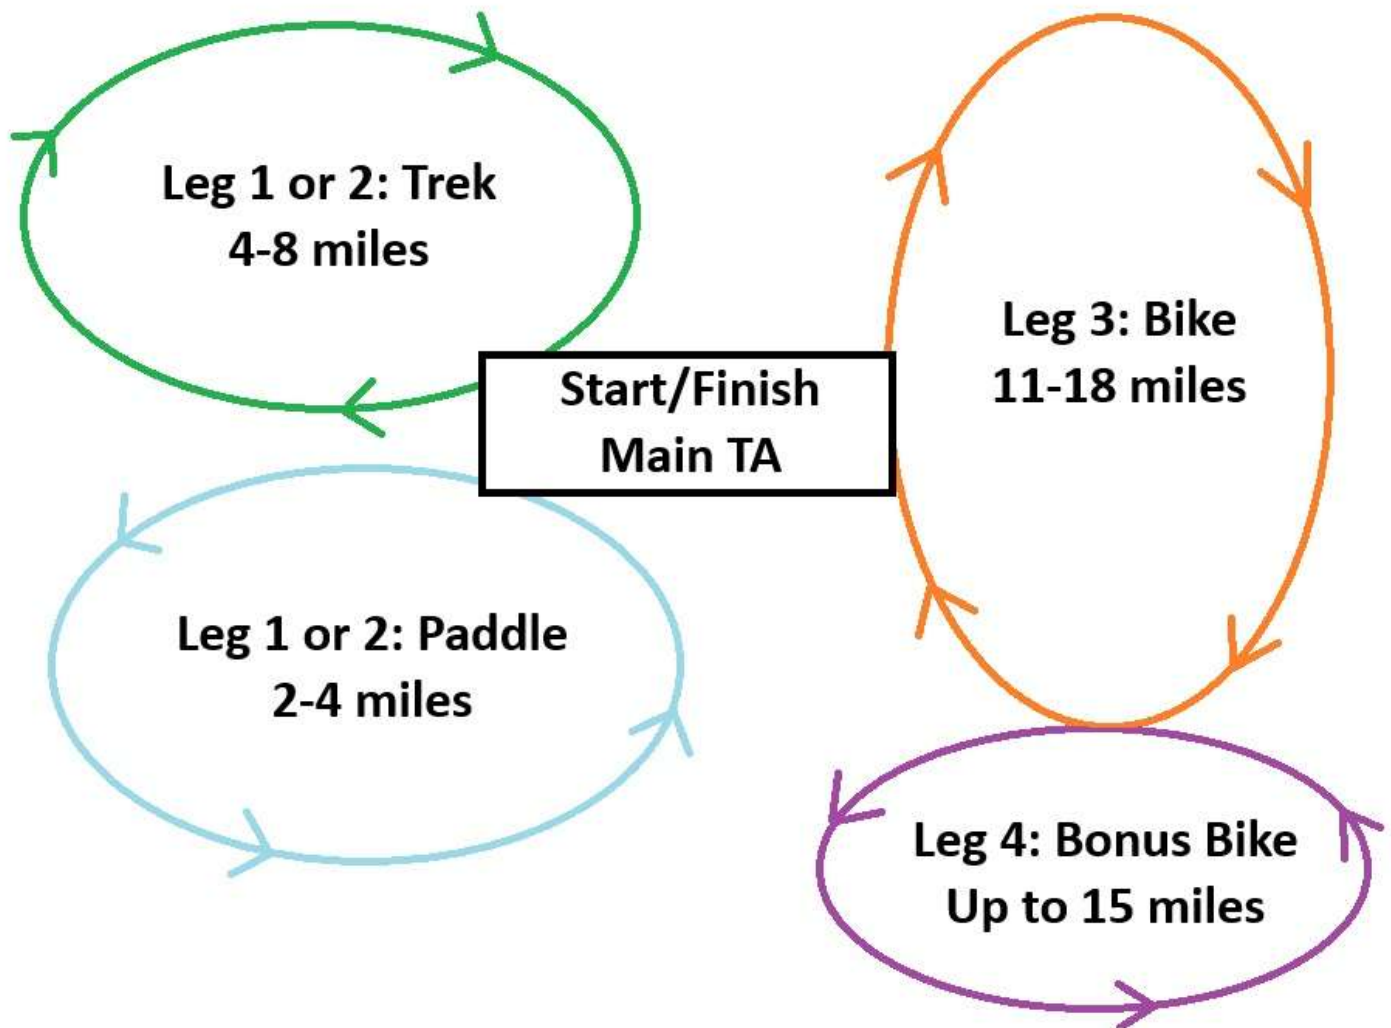 Leg 1 or 2: Trek
4-8 miles
Leg 3: Bike
11-18 miles
Start/Finish
Main TA
Leg 1 or 2: Paddle
2-4 miles
Leg 4: Bonus Bike
Up to 15 miles